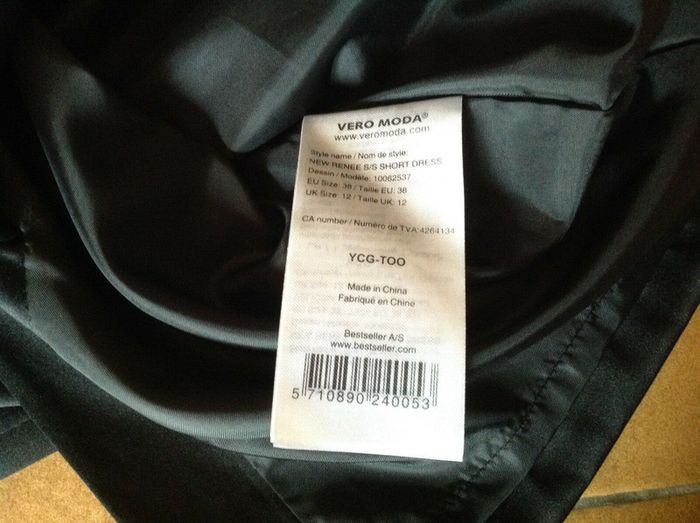 VERO MODA®
www.veromoda.com
Style name / Nom de style:
NEW RENEE S/S SHORT DRESS
Dessin / Modèle: 10062537
EU Size: 38 / Taille EU: 38
UK Size: 12 / Taille UK: 12
CA number / Numéro de TVA:4264134
YCG-TOO
Made in China
Fabriqué en Chine
Bestseller A/S
www.bestseller.com
5 710890 240053